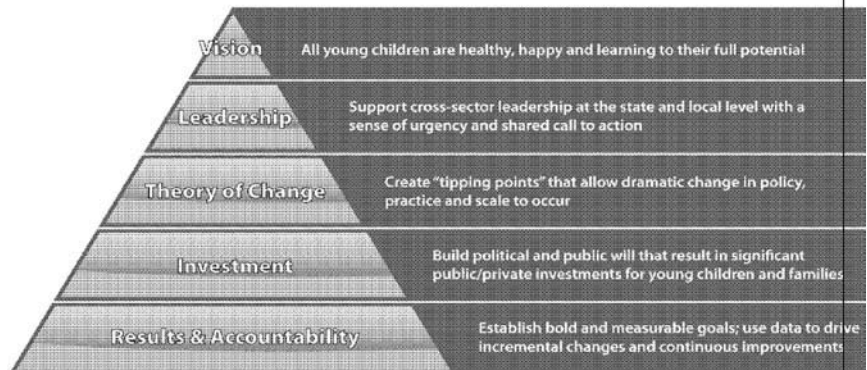 Vision
All young children are healthy, happy and learning to their full potential
Leadership
Support cross-sector leadership at the state and local level with a
sense of urgency and shared call to action
Theory of Change
Create "tipping points" that allow dramatic change in policy,
practice and scale to occur
Investment
Build political and public will that result in significant
public/private investments for young children and families
Results & Accountability
Establish bold and measurable goals; use data to drive
incremental changes and continuous improvements